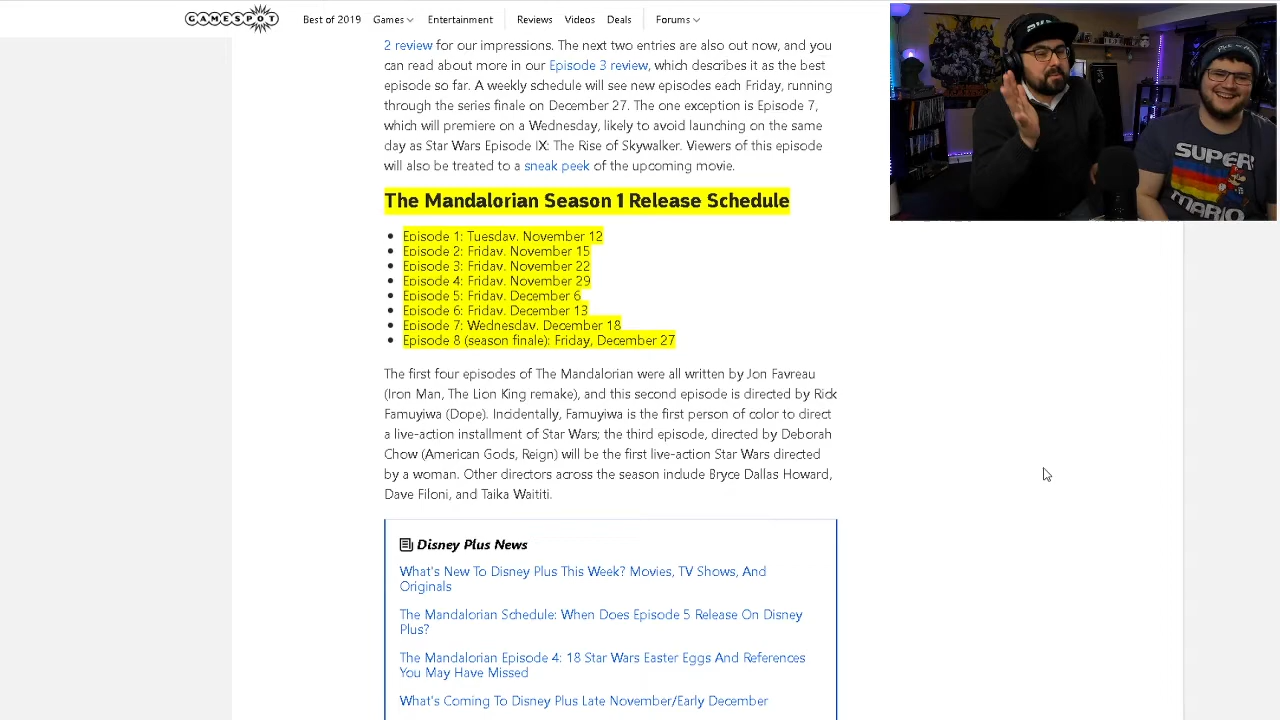 GAMESPOT
Best of 2019
Games
Entertainment
Reviews
Videos
Deals
Forums
2 review for our impressions. The next two entries are also out now, and you
can read about more in our Episode 3 review, which describes it as the best
episode so far. A weekly schedule will see new episodes each Friday, running
through the series finale on December 27. The one exception is Episode 7,
which will premiere on a Wednesday, likely to avoid launching on the same
day as Star Wars Episode IX: The Rise of Skywalker. Viewers of this episode
will also be treated to a sneak peek of the upcoming movie.
The Mandalorian Season 1 Release Schedule
Episode 1: Tuesday, November 12
Episode 2: Friday, November 15
Episode 3: Friday, November 22
Episode 4: Friday, November 29
Episode 5: Friday, December 6
Episode 6: Friday, December 13
Episode 7: Wednesday, December 18
Episode 8 (season finale): Friday, December 27
The first four episodes of The Mandalorian were all written by Jon Favreau
(Iron Man, The Lion King remake), and this second episode is directed by Rick
Famuyiwa (Dope). Incidentally, Famuyiwa is the first person of color to direct
a live-action installment of Star Wars; the third episode, directed by Deborah
Chow (American Gods, Reign) will be the first live-action Star Wars directed
by a woman. Other directors across the season include Bryce Dallas Howard,
Dave Filoni, and Taika Waititi.
Disney Plus News
What's New To Disney Plus This Week? Movies, TV Shows, And
Originals
The Mandalorian Schedule: When Does Episode 5 Release On Disney
Plus?
The Mandalorian Episode 4: 18 Star Wars Easter Eggs And References
You May Have Missed
What's Coming To Disney Plus Late November/Early December
SUPER
MARIO